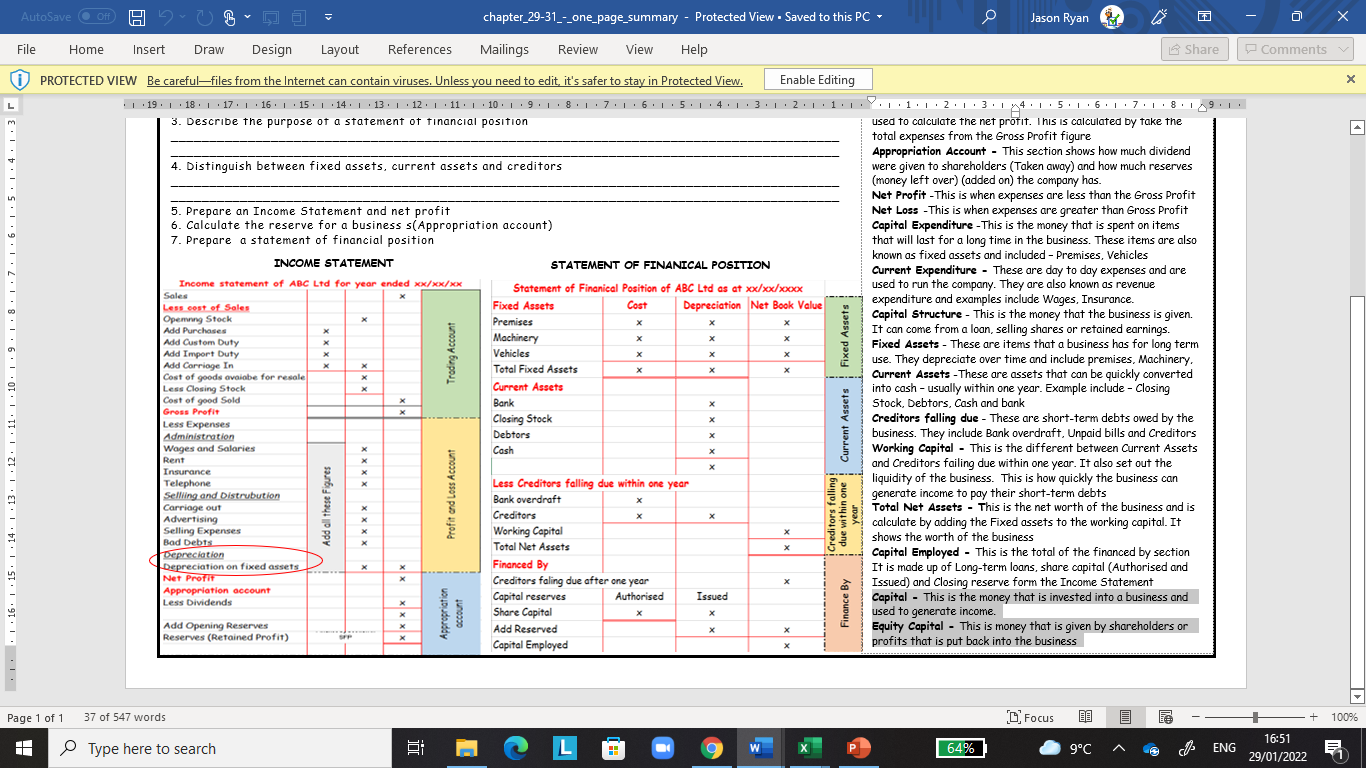 AutoSave Off
chapter_29-31_-_one_page_summary - Protected View • Saved to this PC
Jason Ryan
File Home Insert Draw Design Layout References Mailings Review View Help
Share Comments
PROTECTED VIEW Be careful—files from the Internet can contain viruses. Unless you need to edit, it's safer to stay in Protected View. Enable Editing
19 18 17 16 15 14 13 12 11 10 9 8 7 6 5 4 3 2 1 1 2 3 4 5 6 7 8 9
3. Describe the purpose of a statement of financial position
4. Distinguish between fixed assets, current assets and creditors
5. Prepare an Income Statement and net profit
6. Calculate the reserve for a business s(Appropriation account)
7. Prepare a statement of financial position
INCOME STATEMENT
Income statement of ABC Ltd for year ended xx/xx/xx
Sales x
Less cost of Sales
Opemnng Stock x
Add Purchases x
Add Custom Duty x
Add Import Duty x
Add Carriage In x x
Cost of goods avaiabe for resale x
Less Closing Stock x
Cost of good Sold x
Gross Profit x
Less Expenses
Administration
Wages and Salaries x
Rent x
Insurance x
Telephone x
Selliing and Distrubution
Carriage out x
Advertising x
Selling Expenses x
Bad Debts x
Depreciation
Depreciation on fixed assets x x
Net Profit x
Appropriation account
Less Dividends x
x
Add Opening Reserves x
Reserves (Retained Profit) SFP x
Trading Account
Add all these Figures
Profit and Loss Account
Appropriation
account
STATEMENT OF FINANICAL POSITION
Statement of Finanical Position of ABC Ltd as at xx/xx/xxxx
Fixed Assets Cost Depreciation Net Book Value
Premises x x x
Machinery x x x
Vehicles x x x
Total Fixed Assets x x x
Current Assets
Bank x
Closing Stock x
Debtors x
Cash x
x
Less Creditors falling due within one year
Bank overdraft x
Creditors x x
Working Capital x
Total Net Assets x
Financed By
Creditors faling due after one year x
Capital reserves Authorised Issued
Share Capital x x
Add Reserved x x
Capital Employed x
Fixed Assets
Current Assets
Creditors falling
due within one
year
Finance By
used to calculate the net profit. This is calculated by take the
total expenses from the Gross Profit figure
Appropriation Account - This section shows how much dividend
were given to shareholders (Taken away) and how much reserves
(money left over) (added on) the company has.
Net Profit -This is when expenses are less than the Gross Profit
Net Loss -This is when expenses are greater than Gross Profit
Capital Expenditure -This is the money that is spent on items
that will last for a long time in the business. These items are also
known as fixed assets and included – Premises, Vehicles
Current Expenditure - These are day to day expenses and are
used to run the company. They are also known as revenue
expenditure and examples include Wages, Insurance.
Capital Structure - This is the money that the business is given.
It can come from a loan, selling shares or retained earnings.
Fixed Assets - These are items that a business has for long term
use. They depreciate over time and include premises, Machinery,
Current Assets -These are assets that can be quickly converted
into cash – usually within one year. Example include – Closing
Stock, Debtors, Cash and bank
Creditors falling due - These are short-term debts owed by the
business. They include Bank overdraft, Unpaid bills and Creditors
Working Capital - This is the different between Current Assets
and Creditors failing due within one year. It also set out the
liquidity of the business. This is how quickly the business can
generate income to pay their short-term debts
Total Net Assets - This is the net worth of the business and is
calculate by adding the Fixed assets to the working capital. It
shows the worth of the business
Capital Employed - This is the total of the financed by section
It is made up of Long-term loans, share capital (Authorised and
Issued) and Closing reserve form the Income Statement
Capital - This is the money that is invested into a business and
used to generate income.
Equity Capital - This is money that is given by shareholders or
profits that is put back into the business
Page 1 of 1 37 of 547 words Focus 100%
Type here to search
64% 9°C ENG 16:51
29/01/2022 1